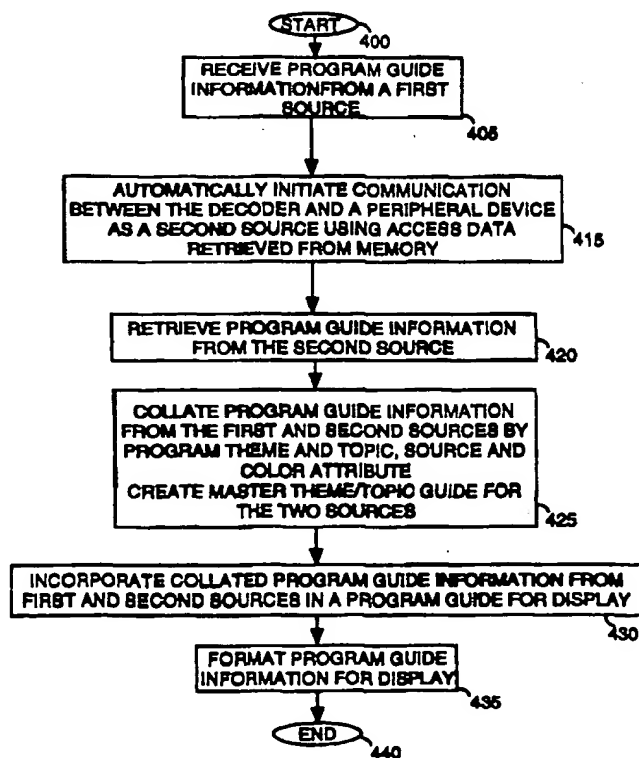 START
400
RECEIVE PROGRAM GUIDE
INFORMATIONFROM A FIRST
SOURCE
405
AUTOMATICALLY INITIATE COMMUNICATION
BETWEEN THE DECODER AND A PERIPHERAL DEVICE
AS A SECOND SOURCE USING ACCESS DATA
RETRIEVED FROM MEMORY
415
RETRIEVE PROGRAM GUIDE INFORMATION
FROM THE SECOND SOURCE
420
COLLATE PROGRAM GUIDE INFORMATION
FROM THE FIRST AND SECOND SOURCES BY
PROGRAM THEME AND TOPIC, SOURCE AND
COLOR ATTRIBUTE
CREATE MASTER THEME/TOPIC GUIDE FOR
THE TWO SOURCES
425
INCORPORATE COLLATED PROGRAM GUIDE INFORMATION FROM
FIRST AND SECOND SOURCES IN A PROGRAM GUIDE FOR DISPLAY
430
FORMAT PROGRAM GUIDE
INFORMATION FOR DISPLAY
435
END
440